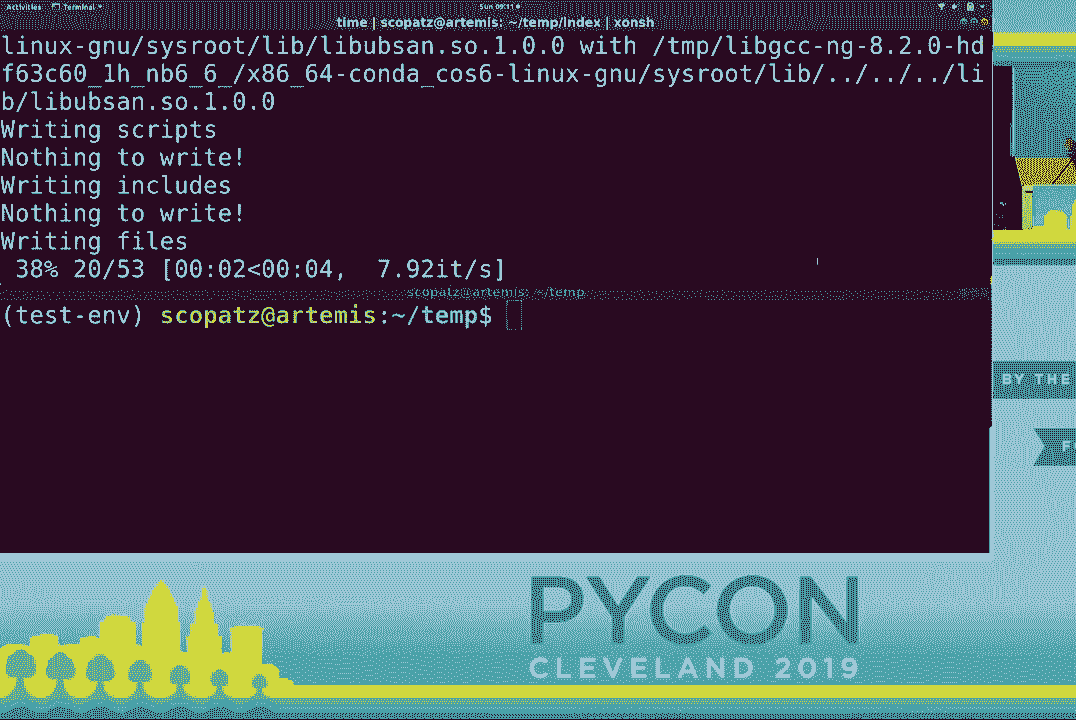 Activities Terminal Sun 09:11
time | scopatz@artemis: ~/temp/index | xonsh
linux-gnu/sysroot/lib/libubsan.so.1.0.0 with /tmp/libgcc-ng-8.2.0-hd
f63c60_1h_nb6_6_/x86_64-conda_cos6-linux-gnu/sysroot/lib/../../../li
b/libubsan.so.1.0.0
Writing scripts
Nothing to write!
Writing includes
Nothing to write!
Writing files
38% 20/53 [00:02<00:04,  7.92it/s]
scopatz@artemis: ~/temp
(test-env) scopatz@artemis:~/temp$
BY THE
PYCON
CLEVELAND 2019